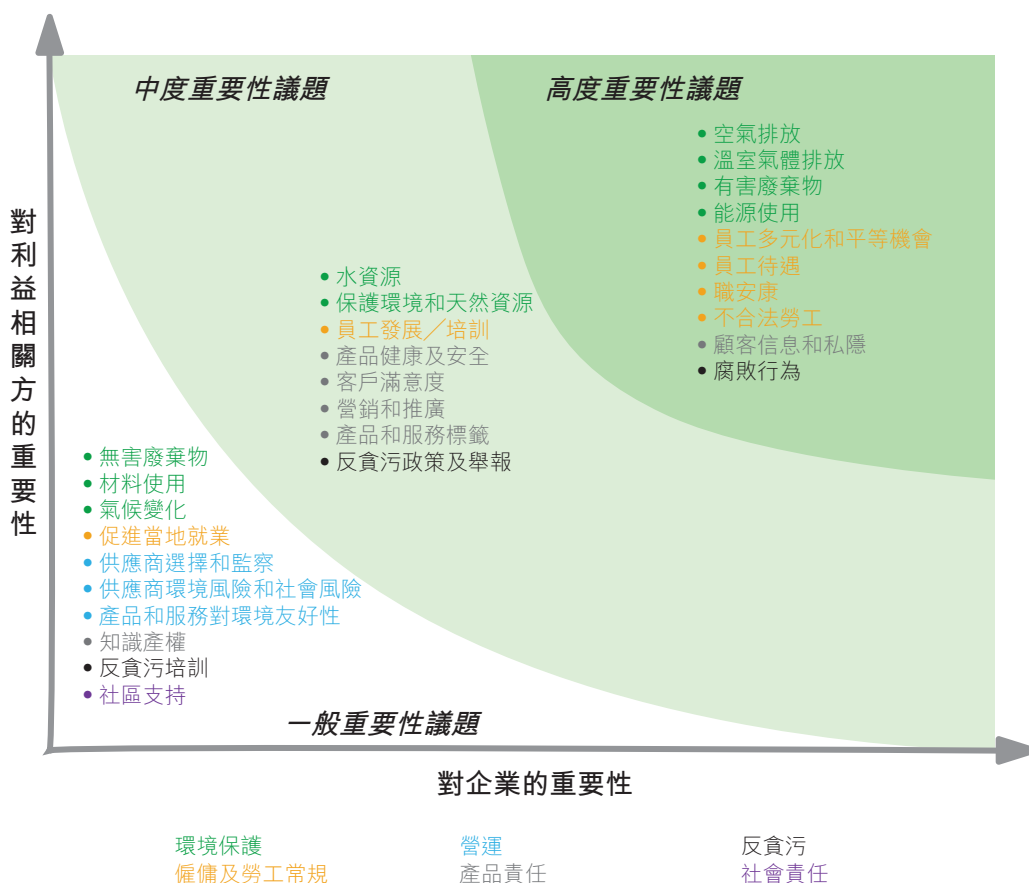 中度重要性議題
高度重要性議題
• 空氣排放
• 溫室氣體排放
• 有害廢棄物
• 能源使用
• 員工多元化和平等機會
• 員工待遇
• 職安康
• 不合法勞工
• 顧客信息和私隱
• 腐敗行為
對利益相關方的重要性
• 水資源
• 保護環境和天然資源
• 員工發展／培訓
• 產品健康及安全
• 客戶滿意度
• 營銷和推廣
• 產品和服務標籤
• 反貪污政策及舉報
• 無害廢棄物
• 材料使用
• 氣候變化
• 促進當地就業
• 供應商選擇和監察
• 供應商環境風險和社會風險
• 產品和服務對環境友好性
• 知識產權
• 反貪污培訓
• 社區支持
一般重要性議題
對企業的重要性
環境保護
營運
反貪污
僱傭及勞工常規
產品責任
社會責任